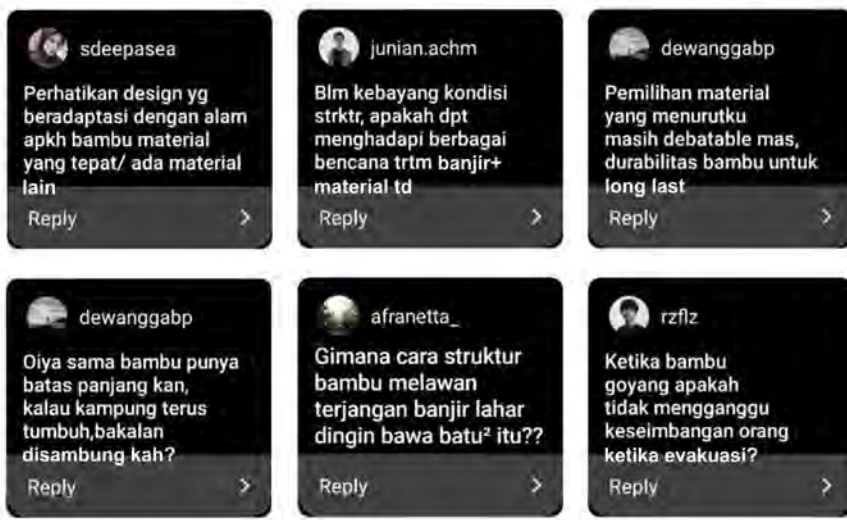 sdeepasea
Perhatikan design yg
beradaptasi dengan alam
apkh bambu material
yang tepat/ ada material
lain
Reply
junian.achm
Blm kebayang kondisi
strktr, apakah dpt
menghadapi berbagai
bencana trtm banjir+
material td
Reply
dewanggabp
Pemilihan material
yang menurutku
masih debatable mas,
durabilitas bambu untuk
long last
Reply
dewanggabp
Oiya sama bambu punya
batas panjang kan,
kalau kampung terus
tumbuh,bakalan
disambung kah?
Reply
afranetta_
Gimana cara struktur
bambu melawan
terjangan banjir lahar
dingin bawa batu² itu??
Reply
rzflz
Ketika bambu
goyang apakah
tidak mengganggu
keseimbangan orang
ketika evakuasi?
Reply